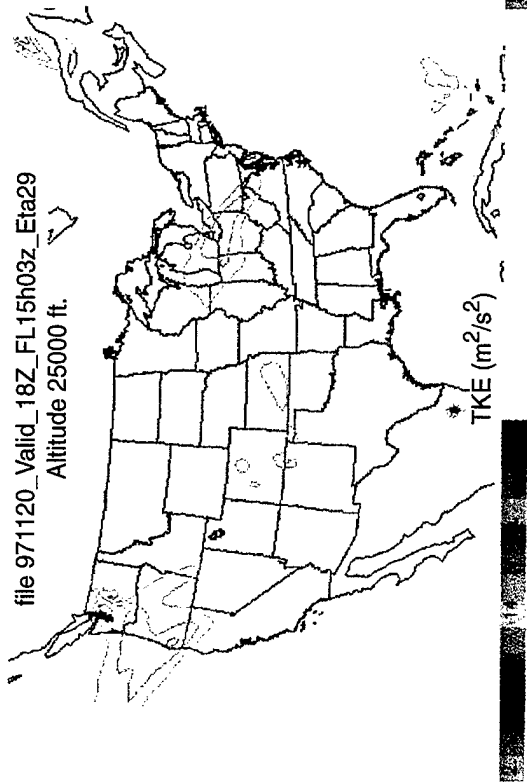 file 971120_Valid_18Z_FL15h03z_Eta29
Altitude 25000 ft.
TKE (m²/s²)